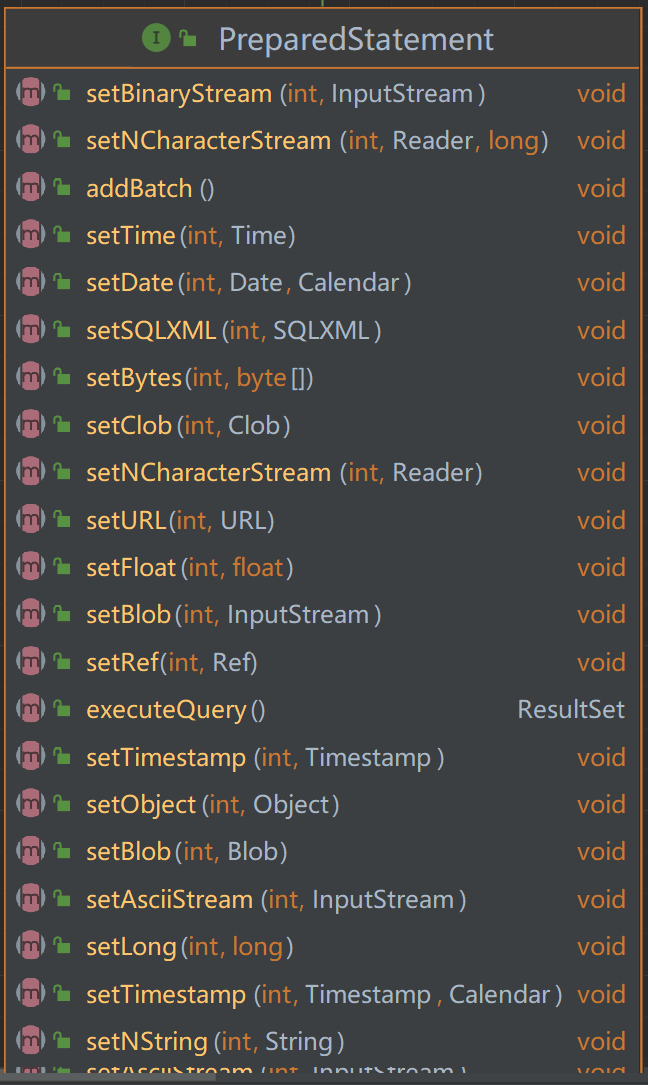 I PreparedStatement
m setBinaryStream (int, InputStream) void
m setNCharacterStream (int, Reader, long) void
m addBatch () void
m setTime(int, Time) void
m setDate(int, Date, Calendar) void
m setSQLXML (int, SQLXML) void
m setBytes(int, byte[]) void
m setClob(int, Clob) void
m setNCharacterStream (int, Reader) void
m setURL(int, URL) void
m setFloat(int, float) void
m setBlob(int, InputStream) void
m setRef(int, Ref) void
m executeQuery() ResultSet
m setTimestamp (int, Timestamp) void
m setObject (int, Object) void
m setBlob(int, Blob) void
m setAsciiStream (int, InputStream) void
m setLong(int, long) void
m setTimestamp (int, Timestamp, Calendar) void
m setNString (int, String) void
m setAsciiStream (int, InputStream) void